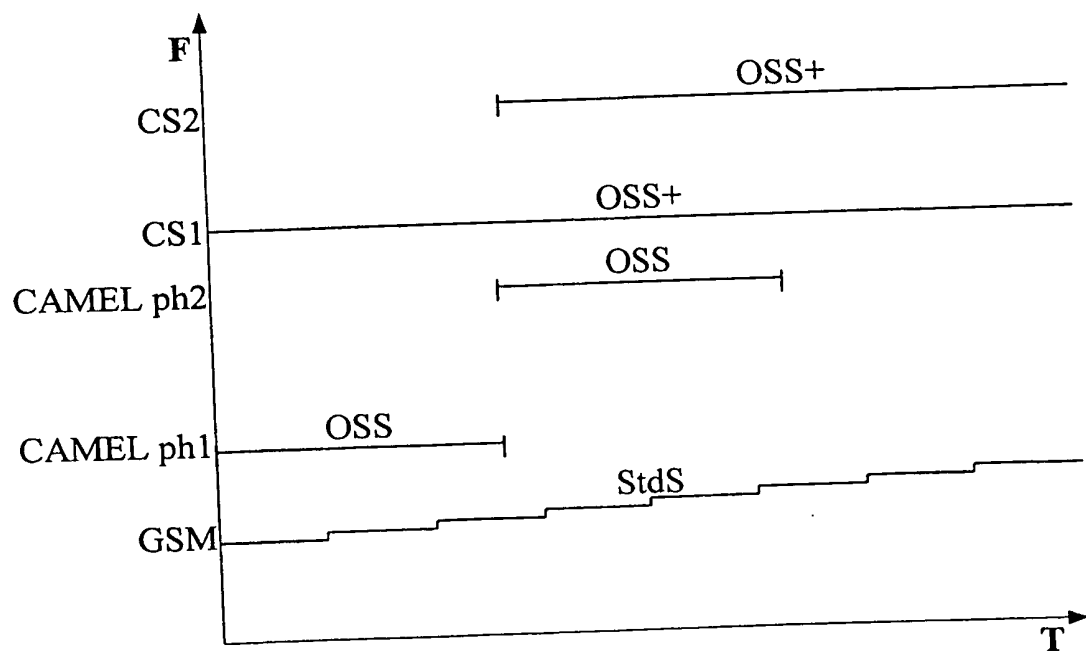 F
OSS+
CS2
OSS+
CS1
OSS
CAMEL ph2
OSS
CAMEL ph1
StdS
GSM
T